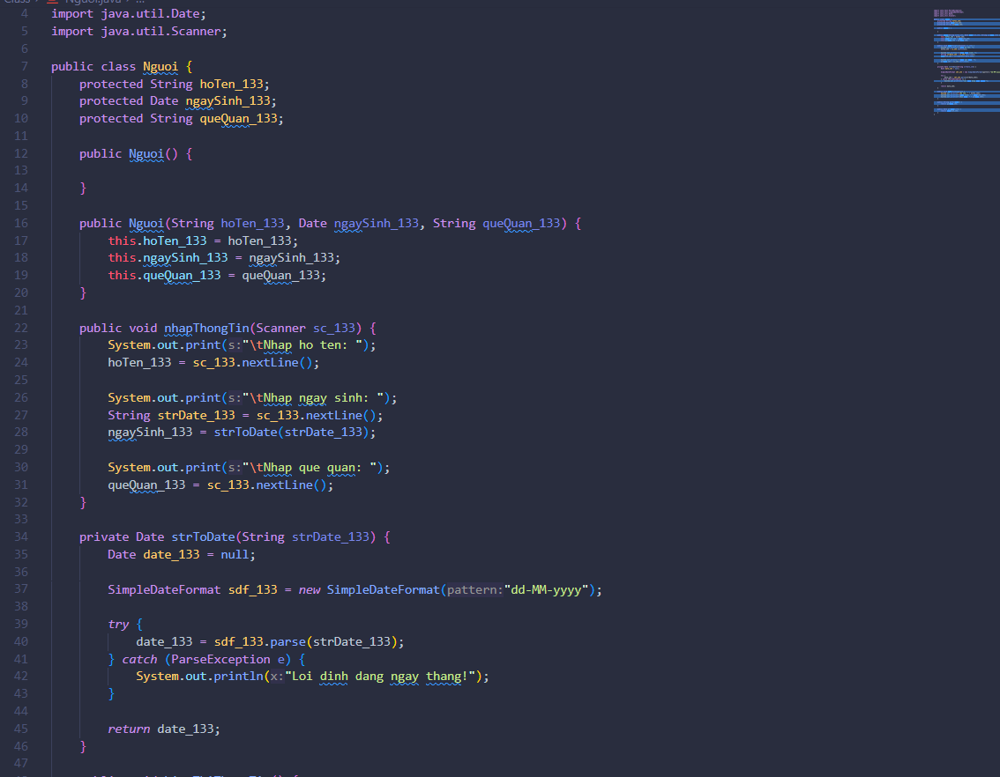 Nguoi.java
4 import java.util.Date;
5 import java.util.Scanner;
6
7 public class Nguoi {
8 protected String hoTen_133;
9 protected Date ngaySinh_133;
10 protected String queQuan_133;
11
12 public Nguoi() {
13
14 }
15
16 public Nguoi(String hoTen_133, Date ngaySinh_133, String queQuan_133) {
17 this.hoTen_133 = hoTen_133;
18 this.ngaySinh_133 = ngaySinh_133;
19 this.queQuan_133 = queQuan_133;
20 }
21
22 public void nhapThongTin(Scanner sc_133) {
23 System.out.print(s:"\tNhap ho ten: ");
24 hoTen_133 = sc_133.nextLine();
25
26 System.out.print(s:"\tNhap ngay sinh: ");
27 String strDate_133 = sc_133.nextLine();
28 ngaySinh_133 = strToDate(strDate_133);
29
30 System.out.print(s:"\tNhap que quan: ");
31 queQuan_133 = sc_133.nextLine();
32 }
33
34 private Date strToDate(String strDate_133) {
35 Date date_133 = null;
36
37 SimpleDateFormat sdf_133 = new SimpleDateFormat(pattern:"dd-MM-yyyy");
38
39 try {
40 date_133 = sdf_133.parse(strDate_133);
41 } catch (ParseException e) {
42 System.out.println(x:"Loi dinh dang ngay thang!");
43 }
44
45 return date_133;
46 }
47